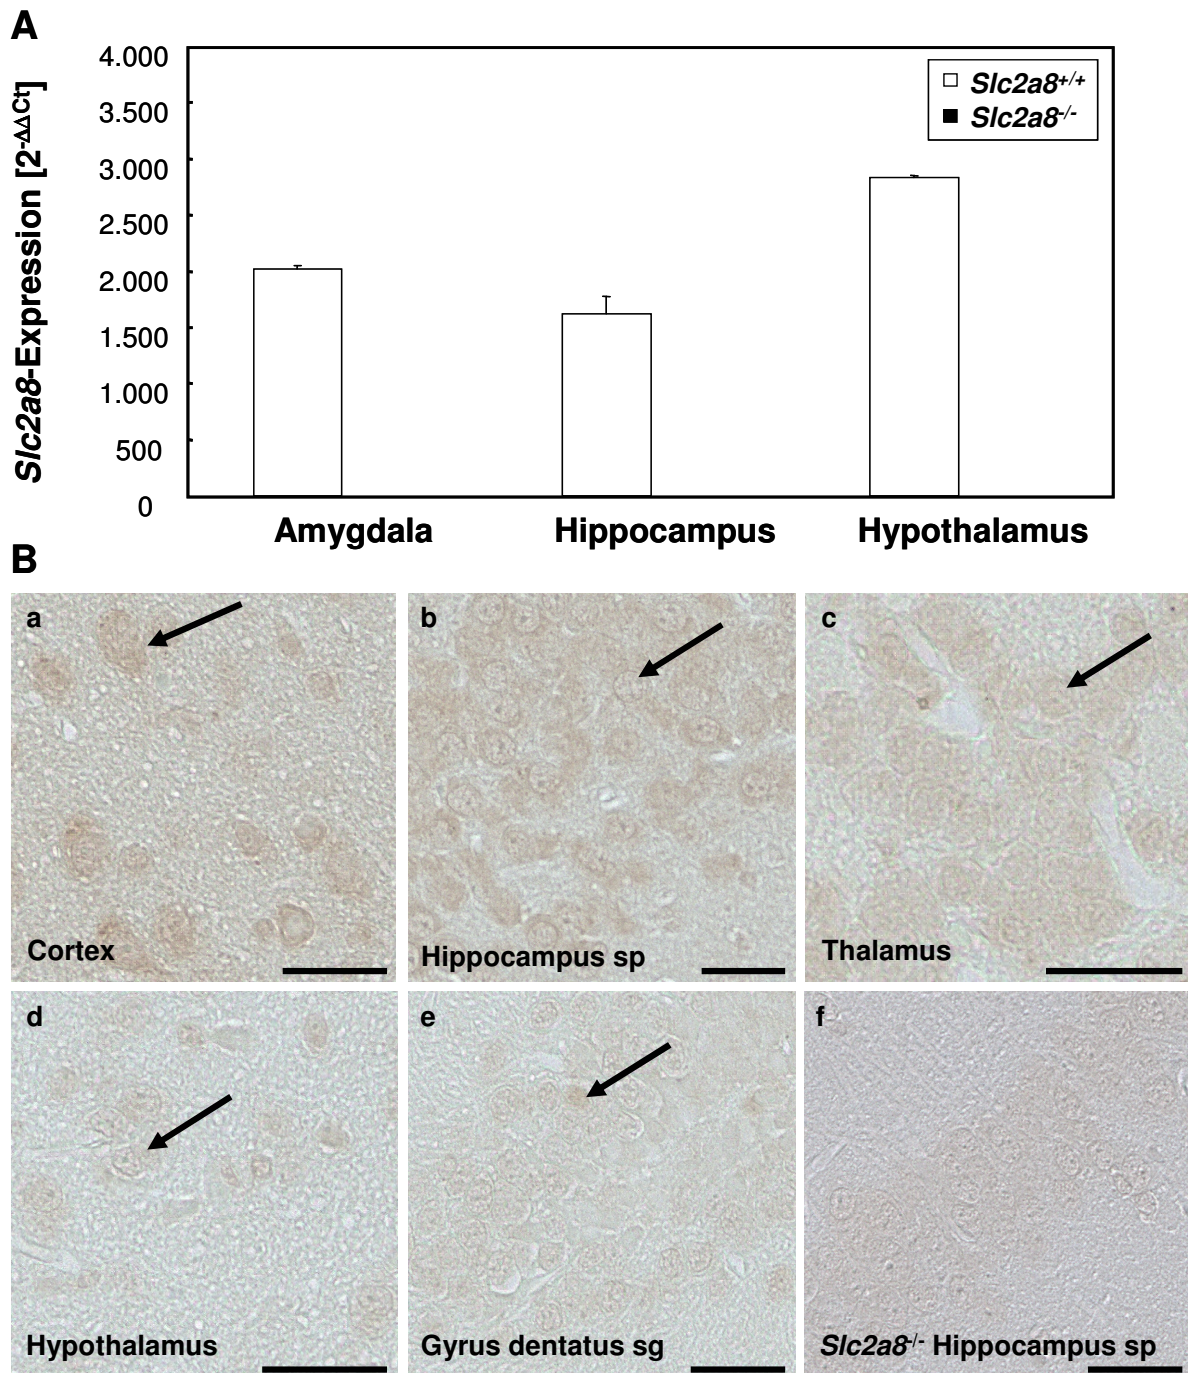 A
Slc2a8-Expression [2-ΔΔCt]
4.000
3.500
3.000
2.500
2.000
1.500
1.000
500
0
Slc2a8+/+
Slc2a8-/-
Amygdala Hippocampus Hypothalamus
B
a b c
Cortex Hippocampus sp Thalamus
d e f
Hypothalamus Gyrus dentatus sg Slc2a8-/- Hippocampus sp